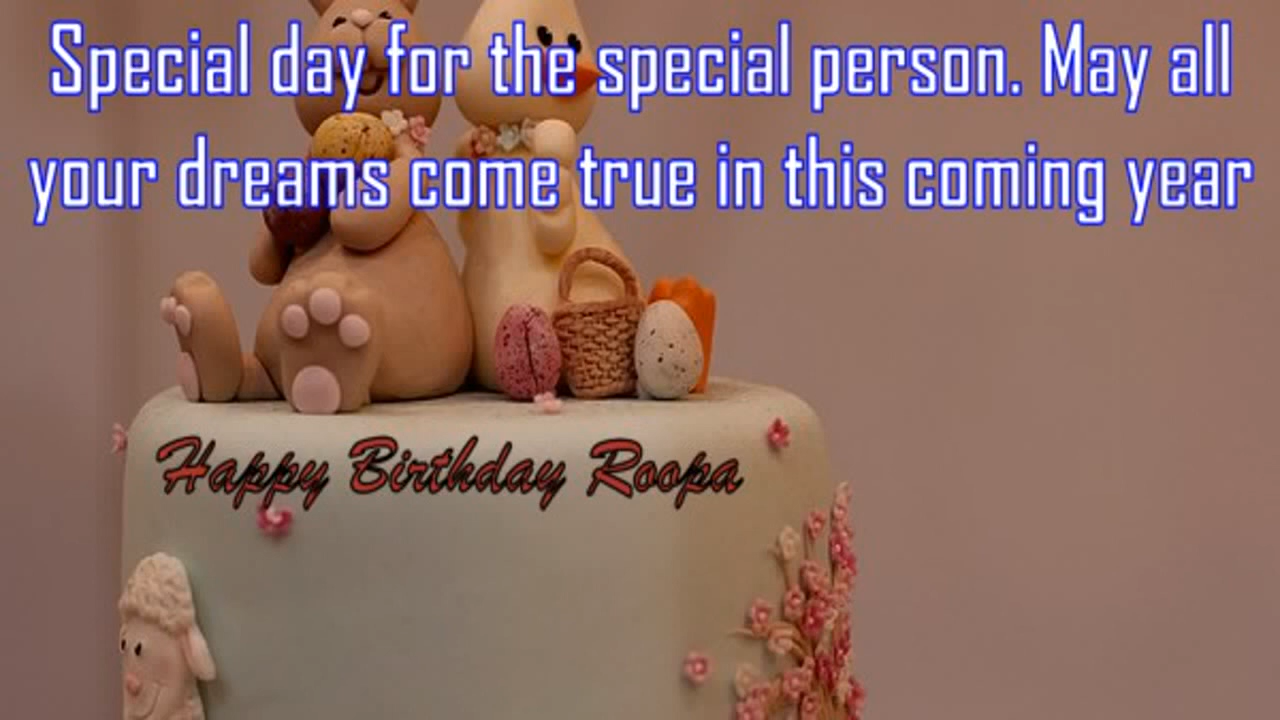 Special day for the special person. May all
your dreams come true in this coming year
Happy Birthday Roopa